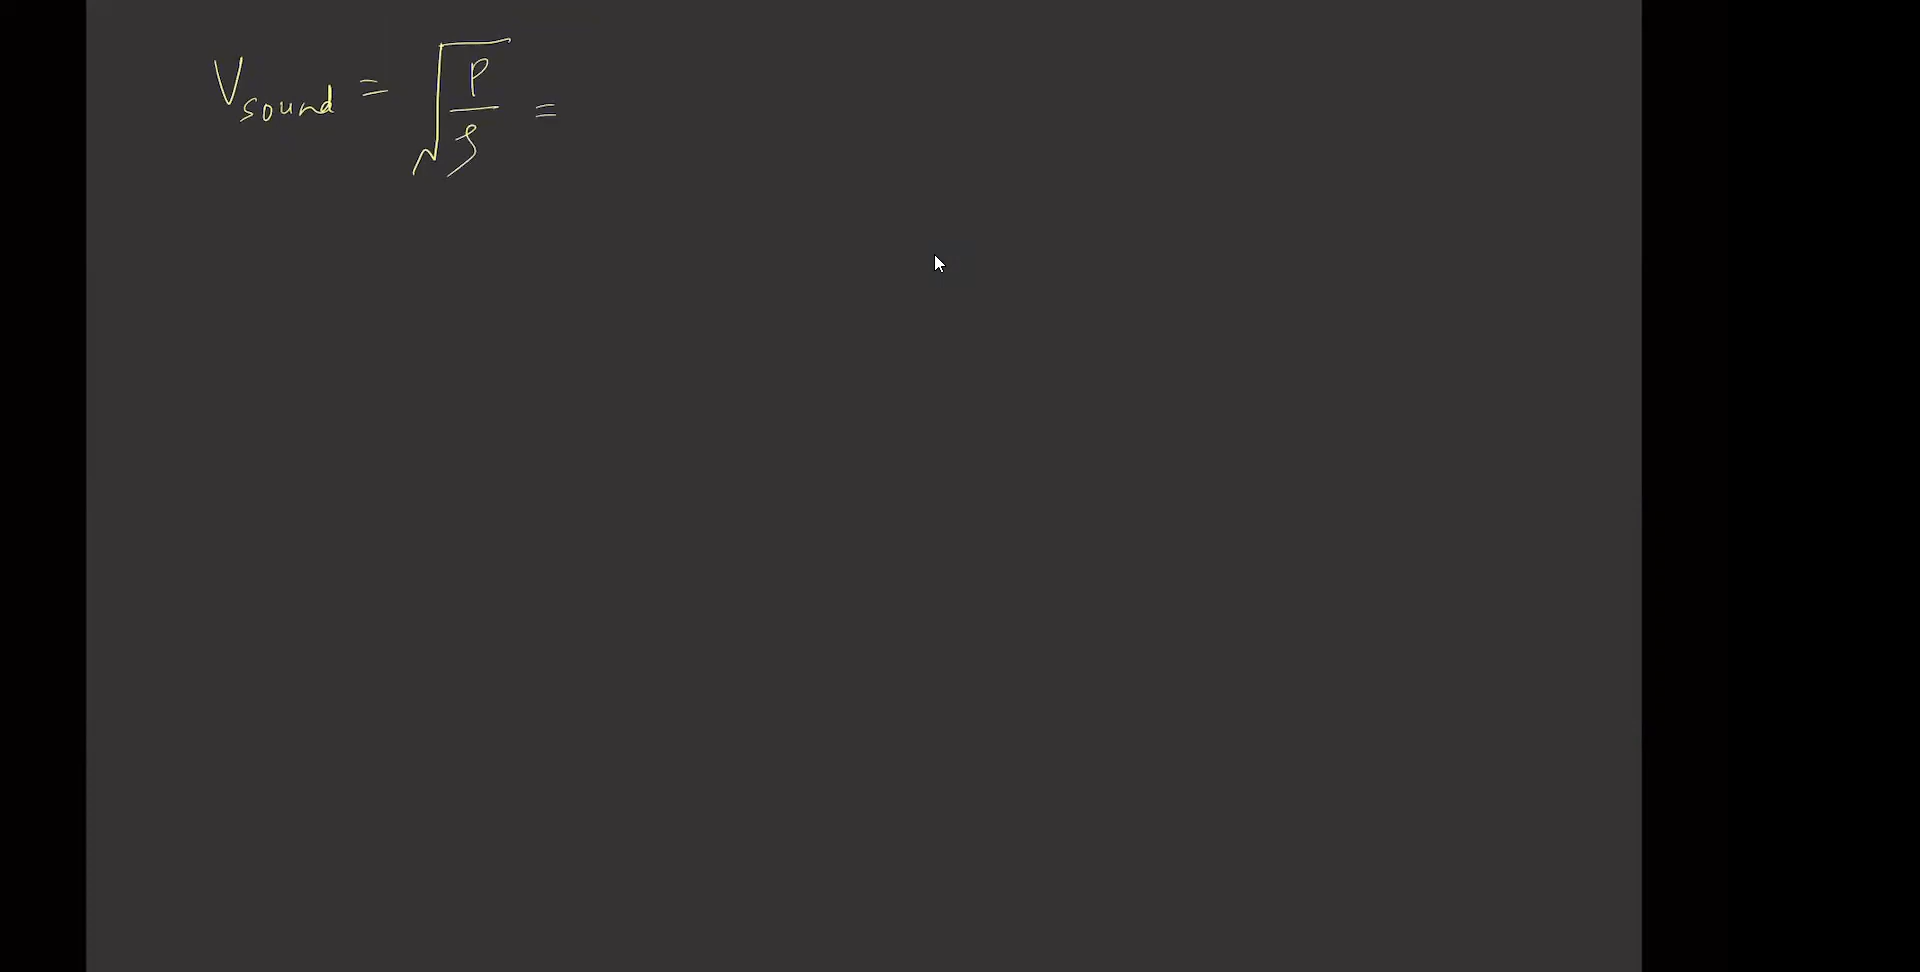 V_sound = √(P/ρ) =